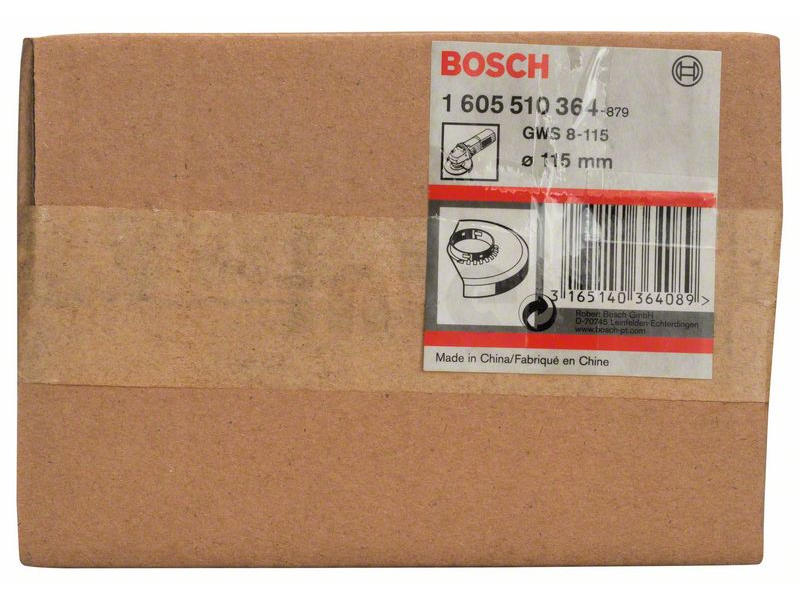 BOSCH
1 605 510 364-879
GWS 8-115
ø 115 mm
3 165140 364089 >
Robert Bosch GmbH
D-70745 Leinfelden-Echterdingen
www.bosch-pt.com
Made in China/Fabriqué en Chine